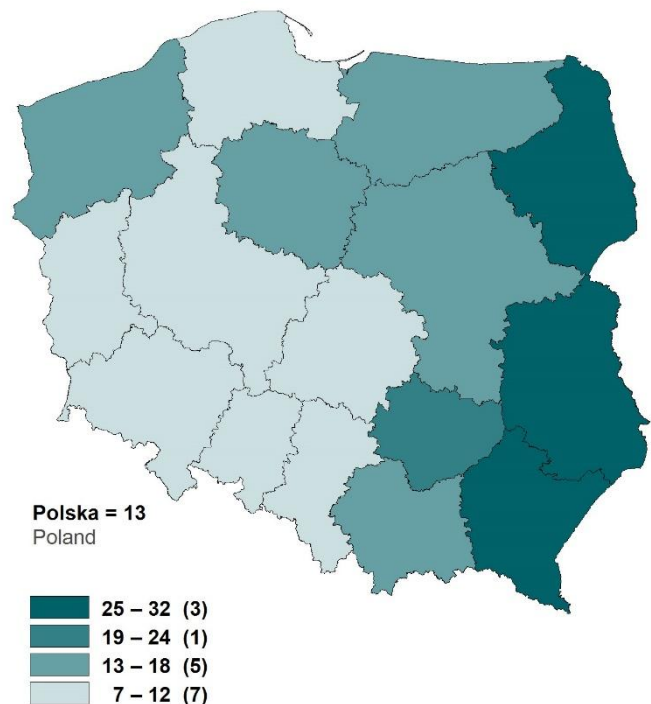 Polska = 13
Poland
25 – 32 (3)
19 – 24 (1)
13 – 18 (5)
7 – 12 (7)